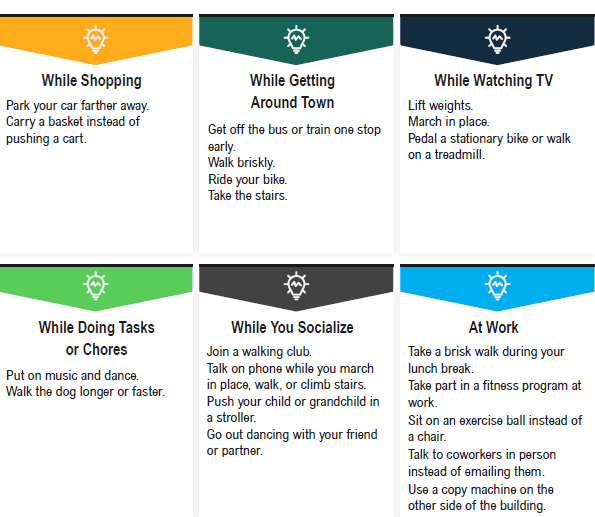 While Shopping
Park your car farther away.
Carry a basket instead of
pushing a cart.
While Getting
Around Town
Get off the bus or train one stop
early.
Walk briskly.
Ride your bike.
Take the stairs.
While Watching TV
Lift weights.
March in place.
Pedal a stationary bike or walk
on a treadmill.
While Doing Tasks
or Chores
Put on music and dance.
Walk the dog longer or faster.
While You Socialize
Join a walking club.
Talk on phone while you march
in place, walk, or climb stairs.
Push your child or grandchild in
a stroller.
Go out dancing with your friend
or partner.
At Work
Take a brisk walk during your
lunch break.
Take part in a fitness program at
work.
Sit on an exercise ball instead of
a chair.
Talk to coworkers in person
instead of emailing them.
Use a copy machine on the
other side of the building.